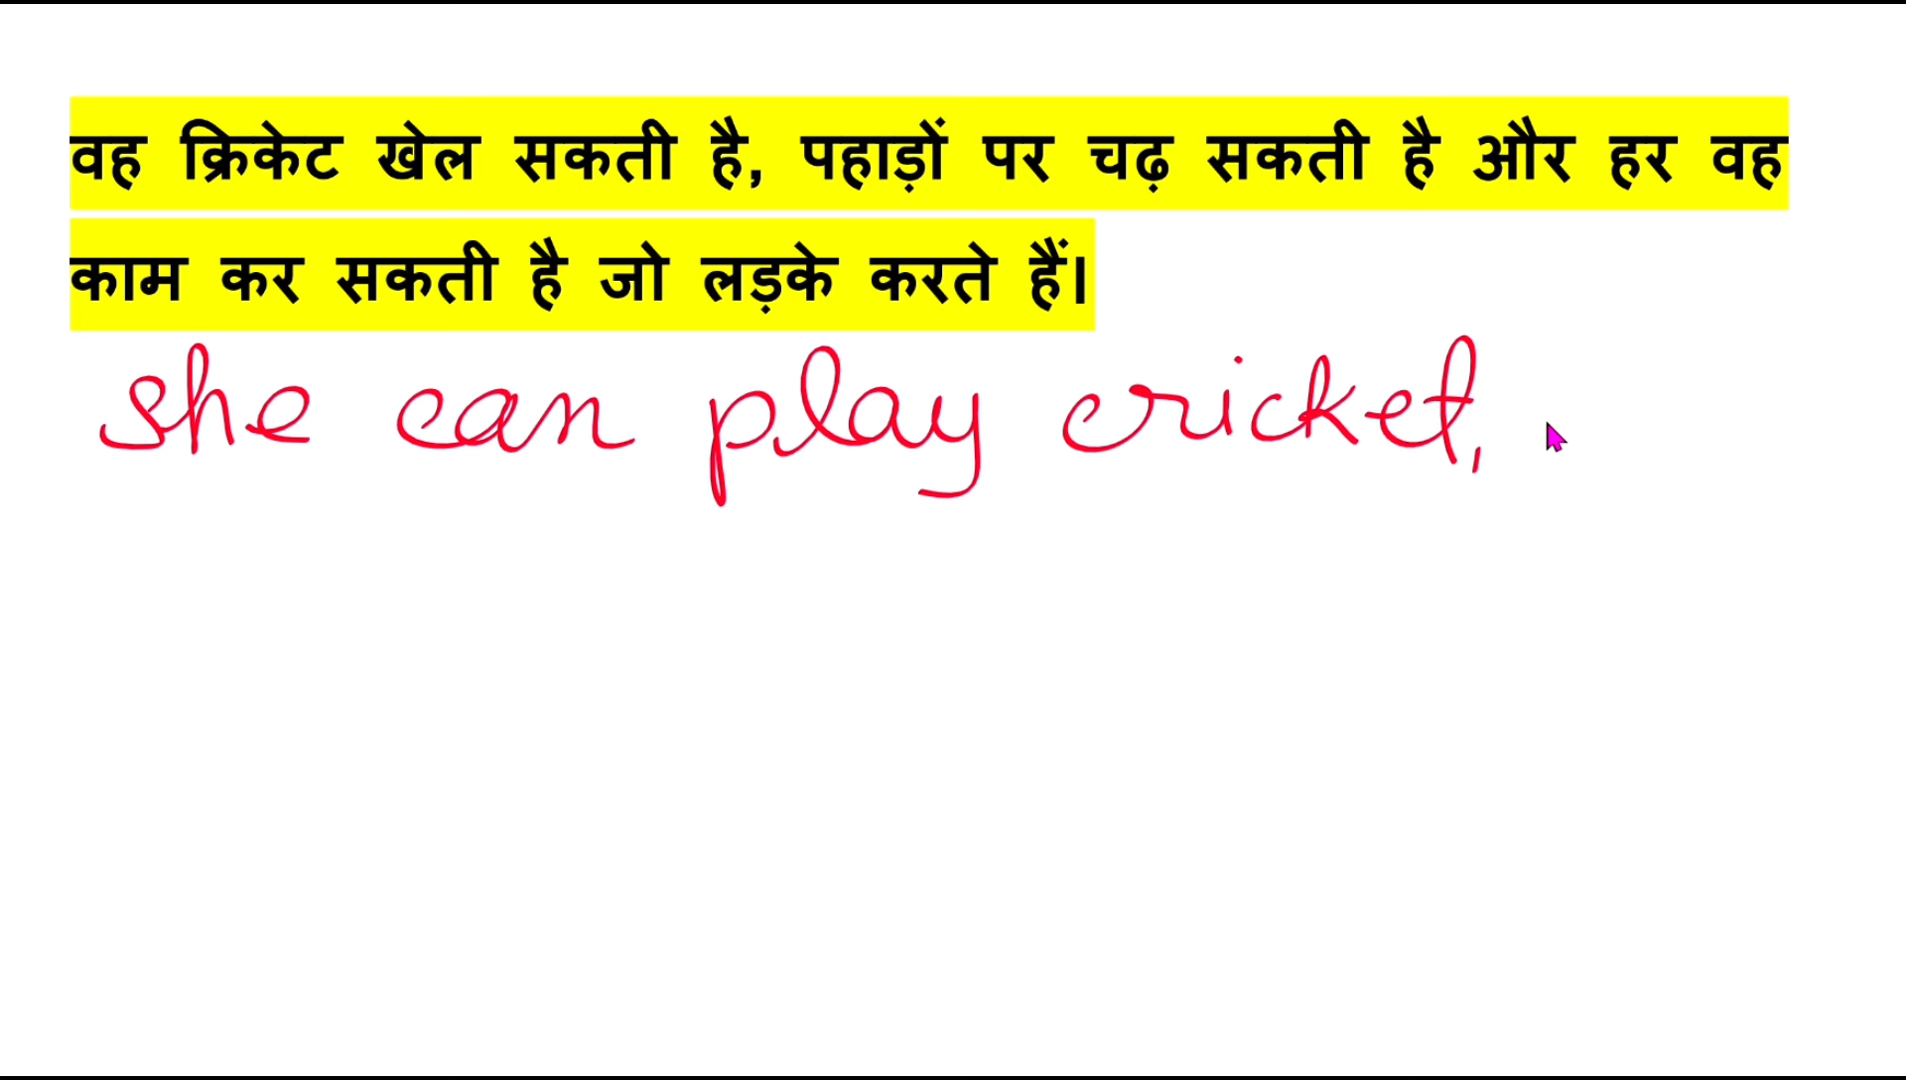 वह क्रिकेट खेल सकती है, पहाड़ों पर चढ़ सकती है और हर वह
काम कर सकती है जो लड़के करते हैं।
she can play cricket,